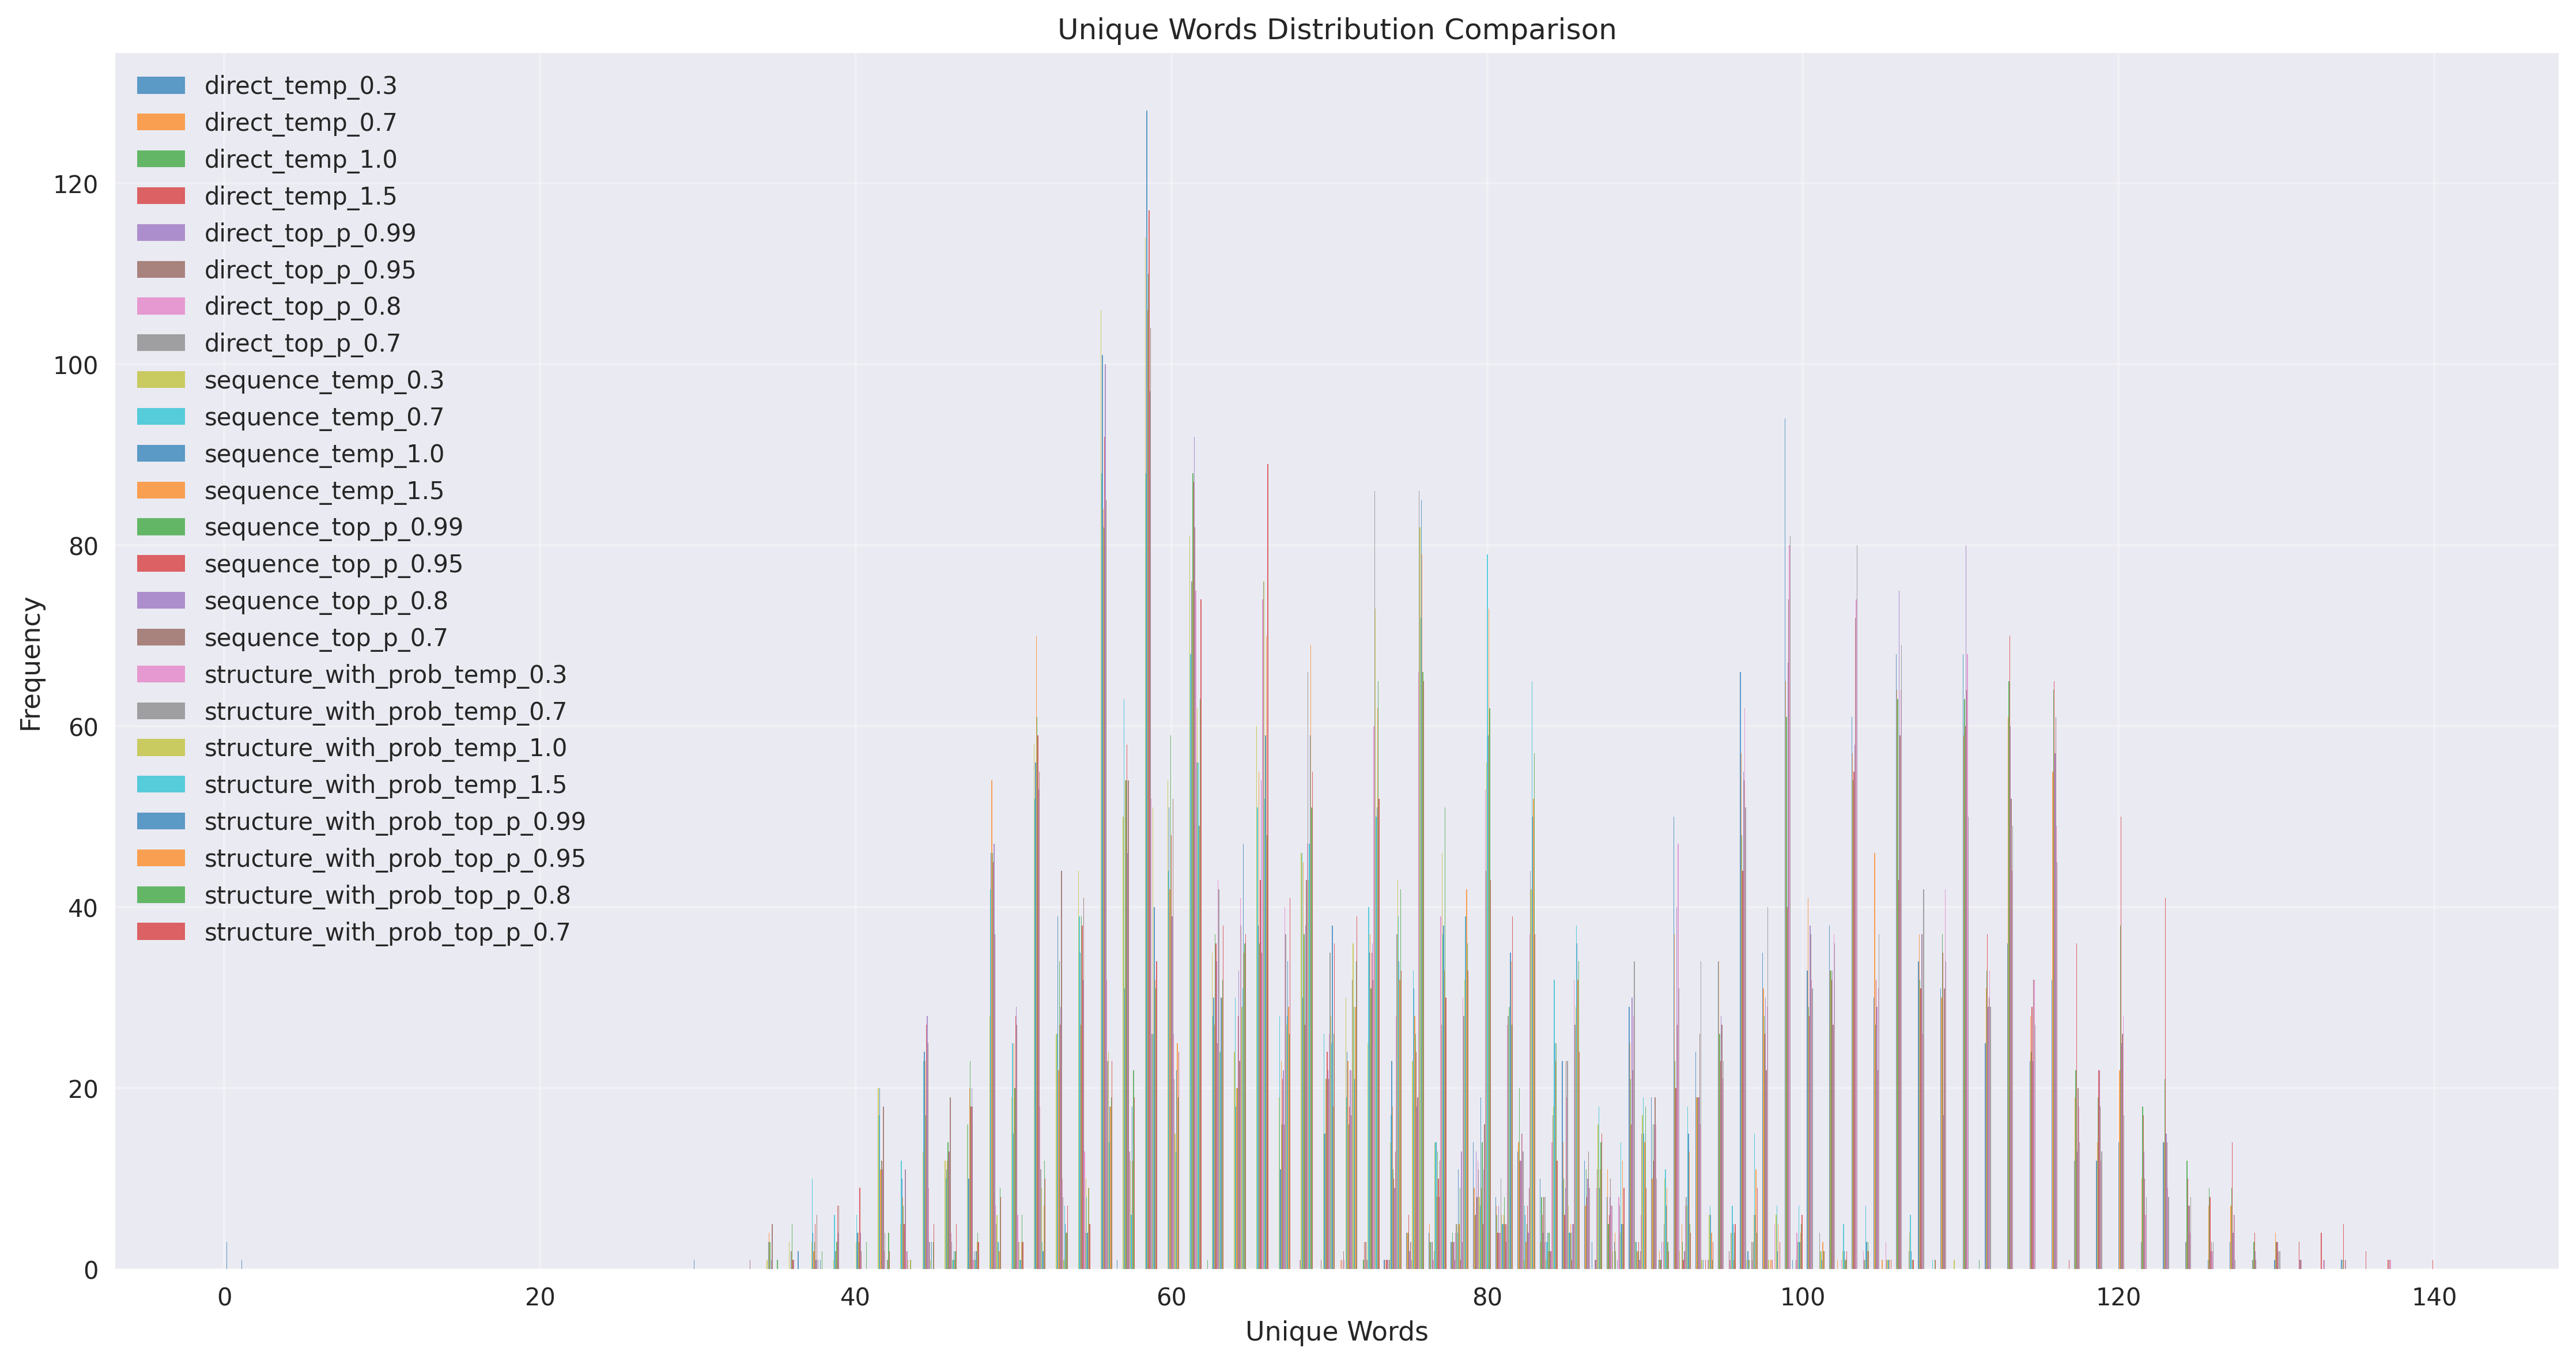 Unique Words Distribution Comparison
direct_temp_0.3
direct_temp_0.7
direct_temp_1.0
direct_temp_1.5
direct_top_p_0.99
direct_top_p_0.95
direct_top_p_0.8
direct_top_p_0.7
sequence_temp_0.3
sequence_temp_0.7
sequence_temp_1.0
sequence_temp_1.5
sequence_top_p_0.99
sequence_top_p_0.95
sequence_top_p_0.8
sequence_top_p_0.7
structure_with_prob_temp_0.3
structure_with_prob_temp_0.7
structure_with_prob_temp_1.0
structure_with_prob_temp_1.5
structure_with_prob_top_p_0.99
structure_with_prob_top_p_0.95
structure_with_prob_top_p_0.8
structure_with_prob_top_p_0.7
Frequency
120
100
80
60
40
20
0
0 20 40 60 80 100 120 140
Unique Words